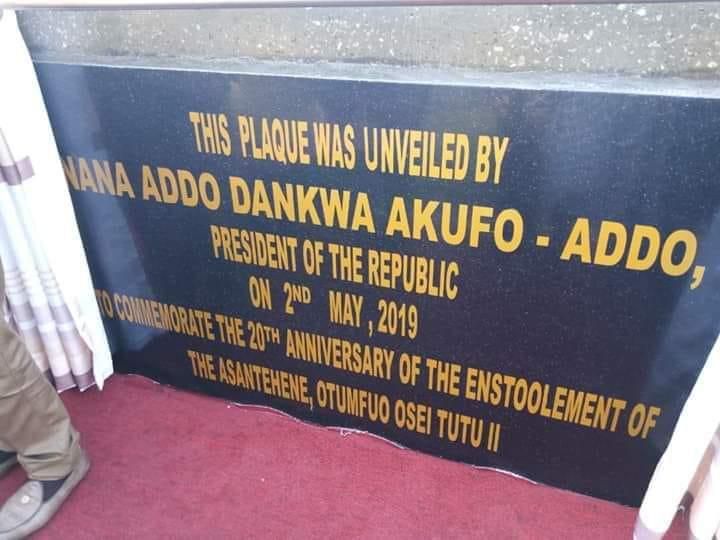 THIS PLAQUE WAS UNVEILED BY
NANA ADDO DANKWA AKUFO - ADDO,
PRESIDENT OF THE REPUBLIC
ON 2ND MAY, 2019
TO COMMEMORATE THE 20TH ANNIVERSARY OF THE ENSTOOLEMENT OF
THE ASANTEHENE, OTUMFUO OSEI TUTU II